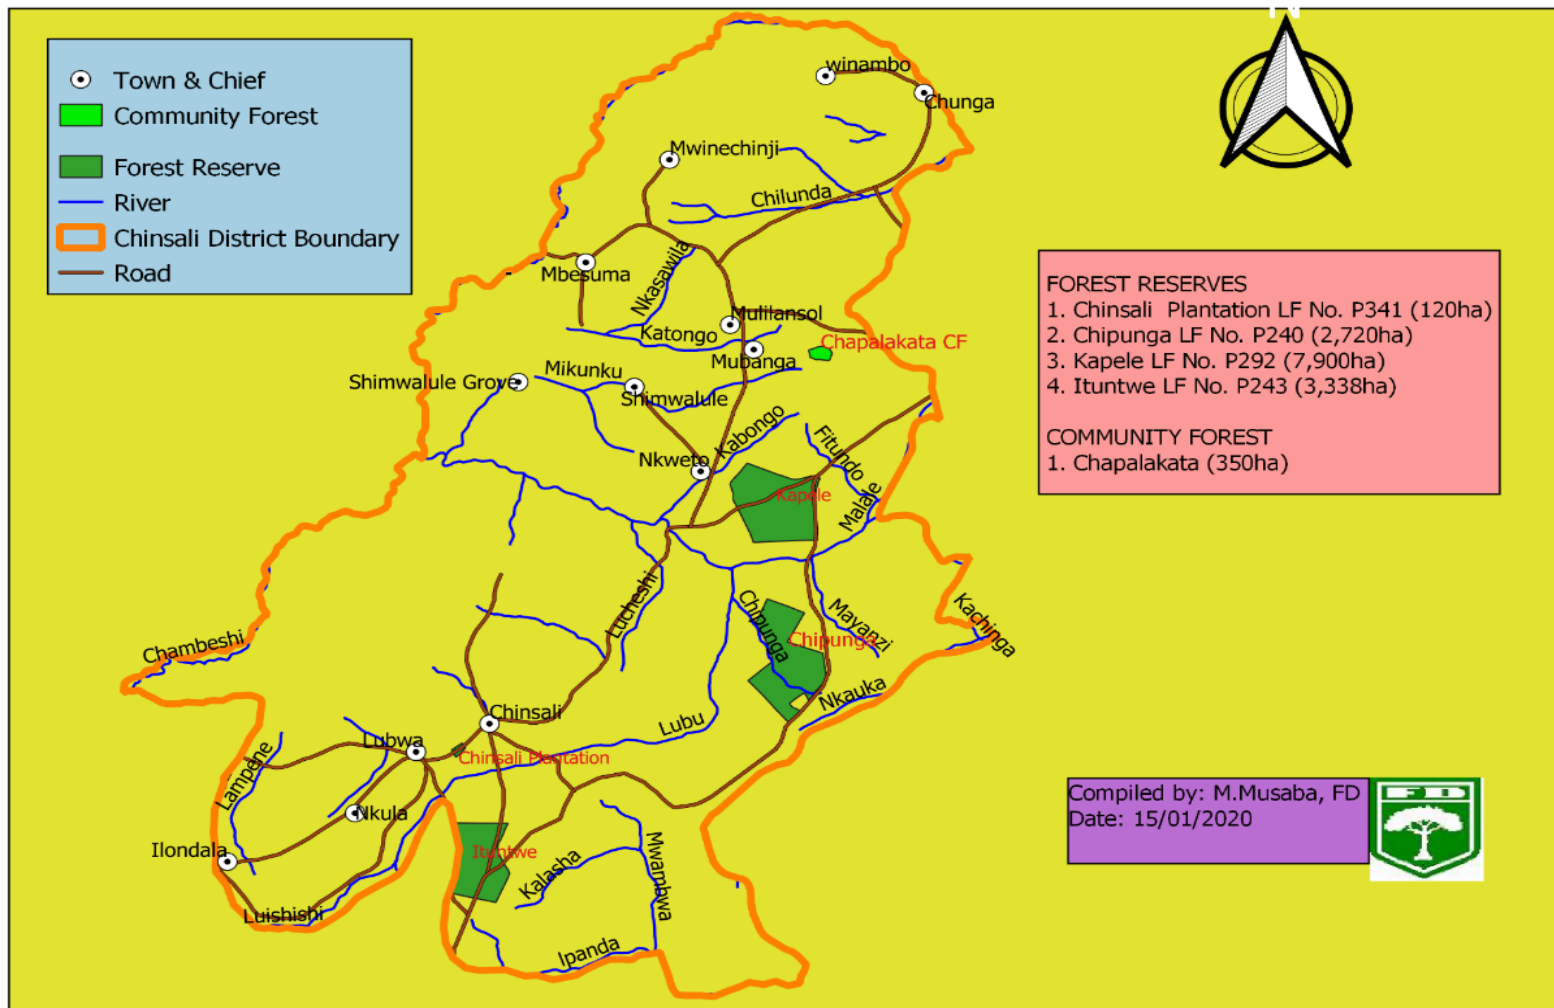 N
Town & Chief
Community Forest
Forest Reserve
River
Chinsali District Boundary
Road
winambo
Chunga
Mwinechinji
Chilunda
Mbesuma
Nkasawila
Mulilansol
Katongo
Chapalakata CF
Mubanga
Mikunku
Shimwalule Grove
Shimwalule
Kabongo
Fitundo
Nkweto
Kapele
Malaje
Lucheshi
Chipunga
Mayanzi
Kachinga
Chipunga
Chambeshi
Nkauka
Chinsali
Lubu
Lubwa
Chinsali Plantation
Lampene
Nkula
Ilondala
Ituntwe
Kalasha
Mwambwa
Luishishi
Ipanda
FOREST RESERVES
1. Chinsali  Plantation LF No. P341 (120ha)
2. Chipunga LF No. P240 (2,720ha)
3. Kapele LF No. P292 (7,900ha)
4. Ituntwe LF No. P243 (3,338ha)
COMMUNITY FOREST
1. Chapalakata (350ha)
Compiled by: M.Musaba, FD
Date: 15/01/2020
FD